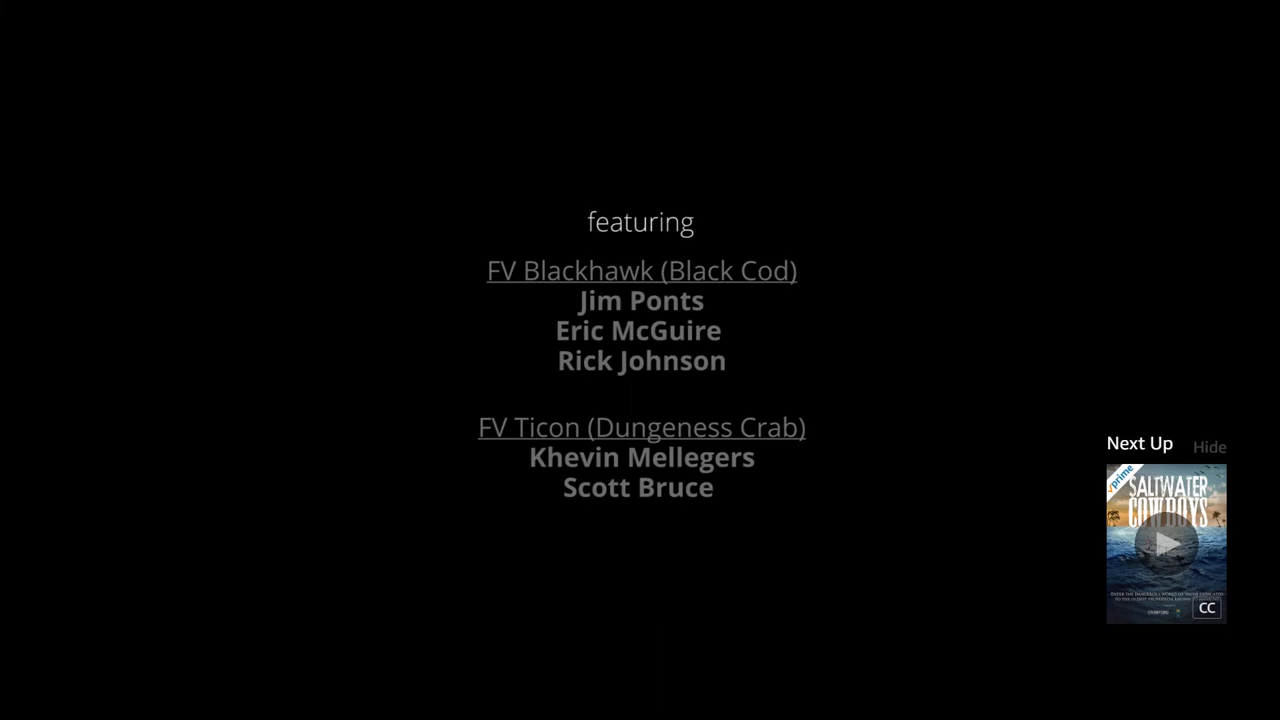 featuring
FV Blackhawk (Black Cod)
Jim Ponts
Eric McGuire
Rick Johnson
FV Ticon (Dungeness Crab)
Khevin Mellegers
Scott Bruce
Next Up
Hide
prime
SALTWATER
COWBOYS
CC